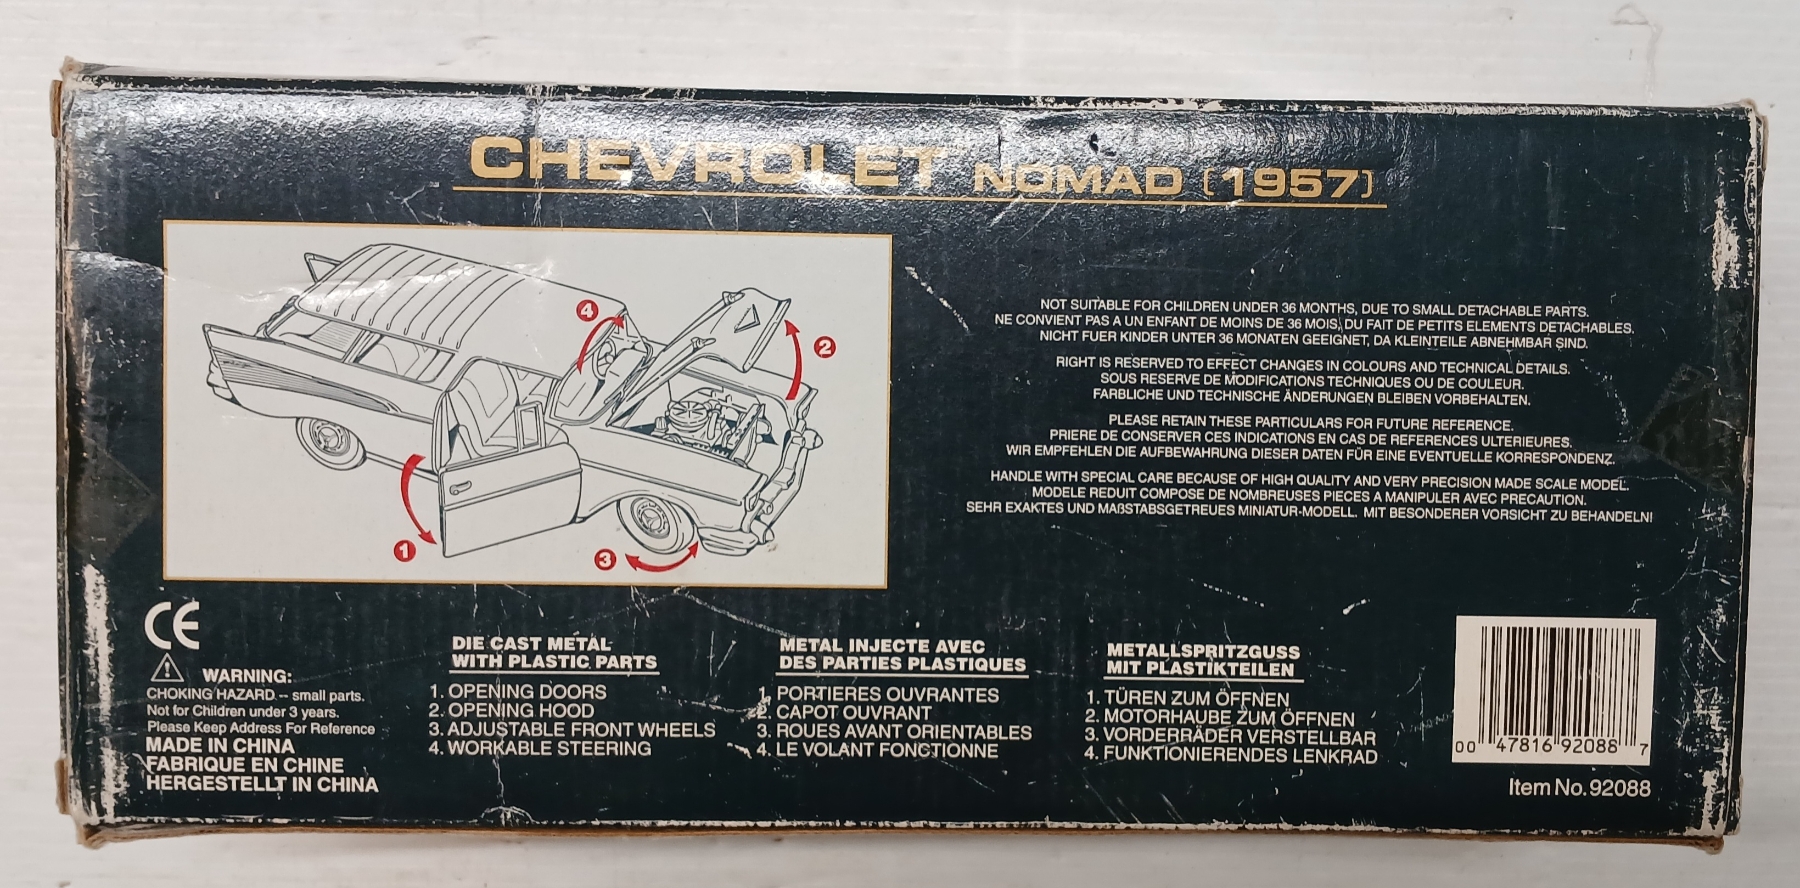 CHEVROLET NOMAD (1957)
4
2
1
3
NOT SUITABLE FOR CHILDREN UNDER 36 MONTHS, DUE TO SMALL DETACHABLE PARTS.
NE CONVIENT PAS A UN ENFANT DE MOINS DE 36 MOIS, DU FAIT DE PETITS ELEMENTS DETACHABLES.
NICHT FUER KINDER UNTER 36 MONATEN GEEIGNET, DA KLEINTEILE ABNEHMBAR SIND.
RIGHT IS RESERVED TO EFFECT CHANGES IN COLOURS AND TECHNICAL DETAILS.
SOUS RESERVE DE MODIFICATIONS TECHNIQUES OU DE COULEUR.
FARBLICHE UND TECHNISCHE ÄNDERUNGEN BLEIBEN VORBEHALTEN.
PLEASE RETAIN THESE PARTICULARS FOR FUTURE REFERENCE.
PRIERE DE CONSERVER CES INDICATIONS EN CAS DE REFERENCES ULTERIEURES.
WIR EMPFEHLEN DIE AUFBEWAHRUNG DIESER DATEN FÜR EINE EVENTUELLE KORRESPONDENZ.
HANDLE WITH SPECIAL CARE BECAUSE OF HIGH QUALITY AND VERY PRECISION MADE SCALE MODEL.
MODELE REDUIT COMPOSE DE NOMBREUSES PIECES A MANIPULER AVEC PRECAUTION.
SEHR EXAKTES UND MAßSTABSGETREUES MINIATUR-MODELL. MIT BESONDERER VORSICHT ZU BEHANDELN!
CE
WARNING:
CHOKING HAZARD -- small parts.
Not for Children under 3 years.
Please Keep Address For Reference
MADE IN CHINA
FABRIQUE EN CHINE
HERGESTELLT IN CHINA
DIE CAST METAL
WITH PLASTIC PARTS
1. OPENING DOORS
2. OPENING HOOD
3. ADJUSTABLE FRONT WHEELS
4. WORKABLE STEERING
METAL INJECTE AVEC
DES PARTIES PLASTIQUES
1. PORTIERES OUVRANTES
2. CAPOT OUVRANT
3. ROUES AVANT ORIENTABLES
4. LE VOLANT FONCTIONNE
METALLSPRITZGUSS
MIT PLASTIKTEILEN
1. TÜREN ZUM ÖFFNEN
2. MOTORHAUBE ZUM ÖFFNEN
3. VORDERRÄDER VERSTELLBAR
4. FUNKTIONIERENDES LENKRAD
00 47816 92088 7
Item No. 92088